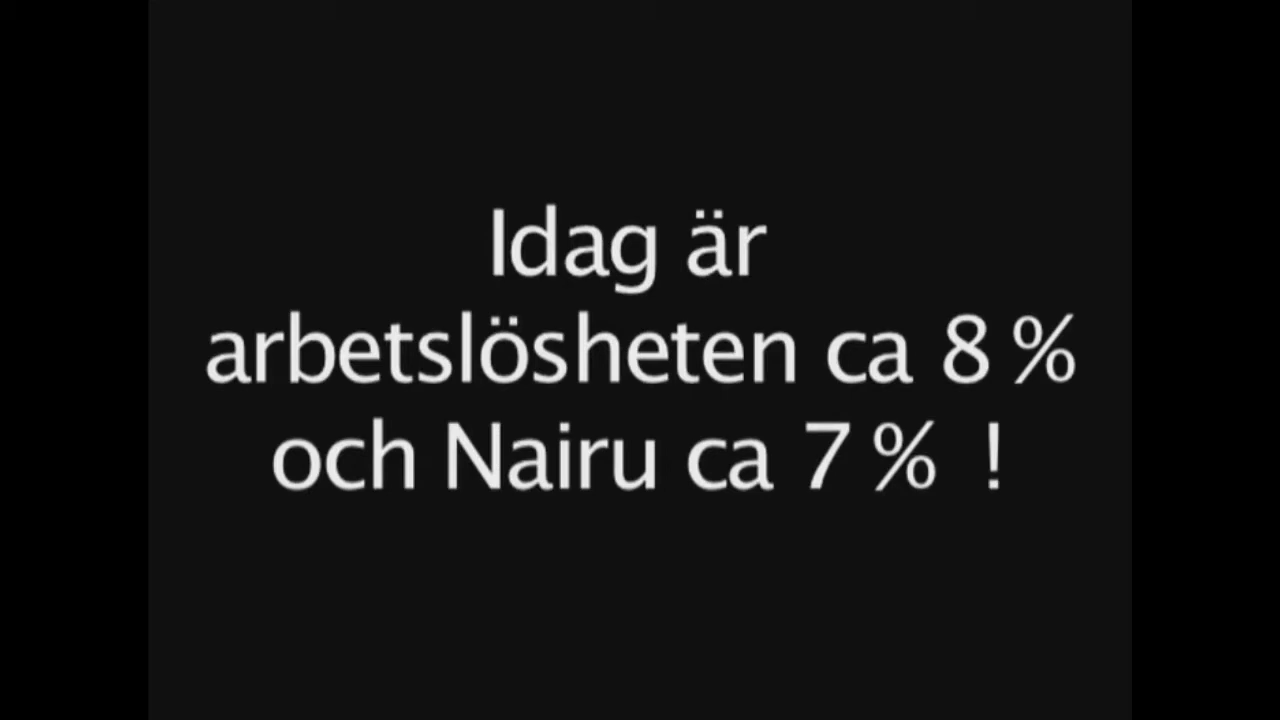 Idag är
arbetslösheten ca 8 %
och Nairu ca 7 % !